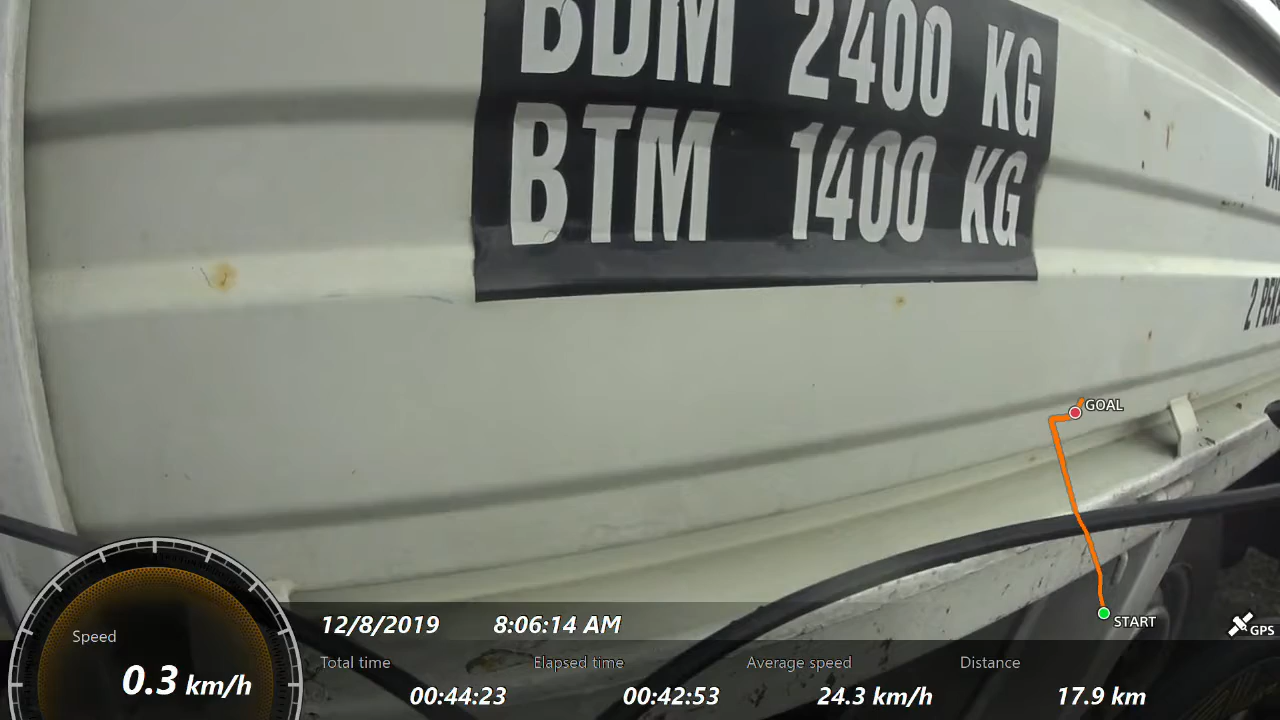 BDM 2400 KG
BTM 1400 KG
GOAL
START
GPS
12/8/2019 8:06:14 AM
Speed
0.3 km/h
Total time Elapsed time Average speed Distance
00:44:23 00:42:53 24.3 km/h 17.9 km